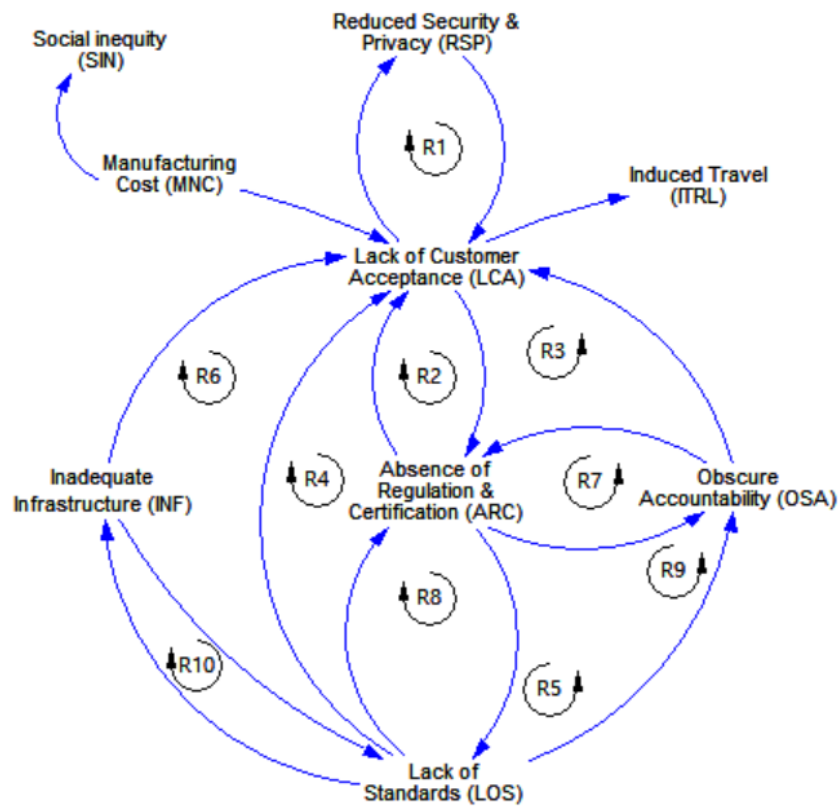 Reduced Security &
Privacy (RSP)
Social inequity
(SIN)
R1
Manufacturing
Cost (MNC)
Induced Travel
(ITRL)
Lack of Customer
Acceptance (LCA)
R3
R6
R2
Inadequate
Infrastructure (INF)
R4
Absence of
Regulation &
Certification (ARC)
R7
Obscure
Accountability (OSA)
R9
R8
R10
R5
Lack of
Standards (LOS)